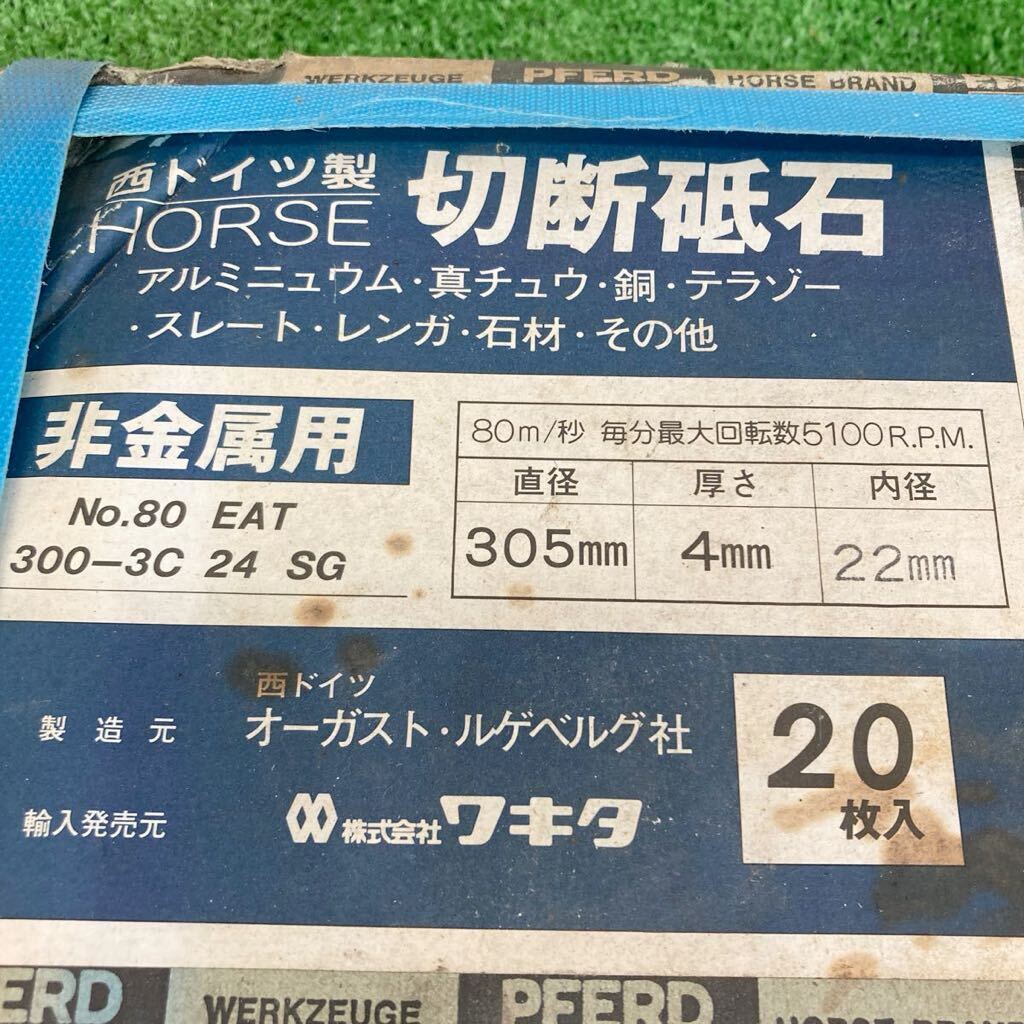 WERKZEUGE PFERD HORSE BRAND
西ドイツ製
HORSE
切断砥石
アルミニュウム・真チュウ・銅・テラゾー
・スレート・レンガ・石材・その他
非金属用
No.80 EAT
300-3C 24 SG
80m/秒 毎分最大回転数5100R.P.M.
直径 厚さ 内径
305mm 4mm 22mm
西ドイツ
製造元 オーガスト・ルゲベルグ社
輸入発売元 株式会社ワキタ
20
枚入
PFERD WERKZEUGE PFERD HORSE BRAND